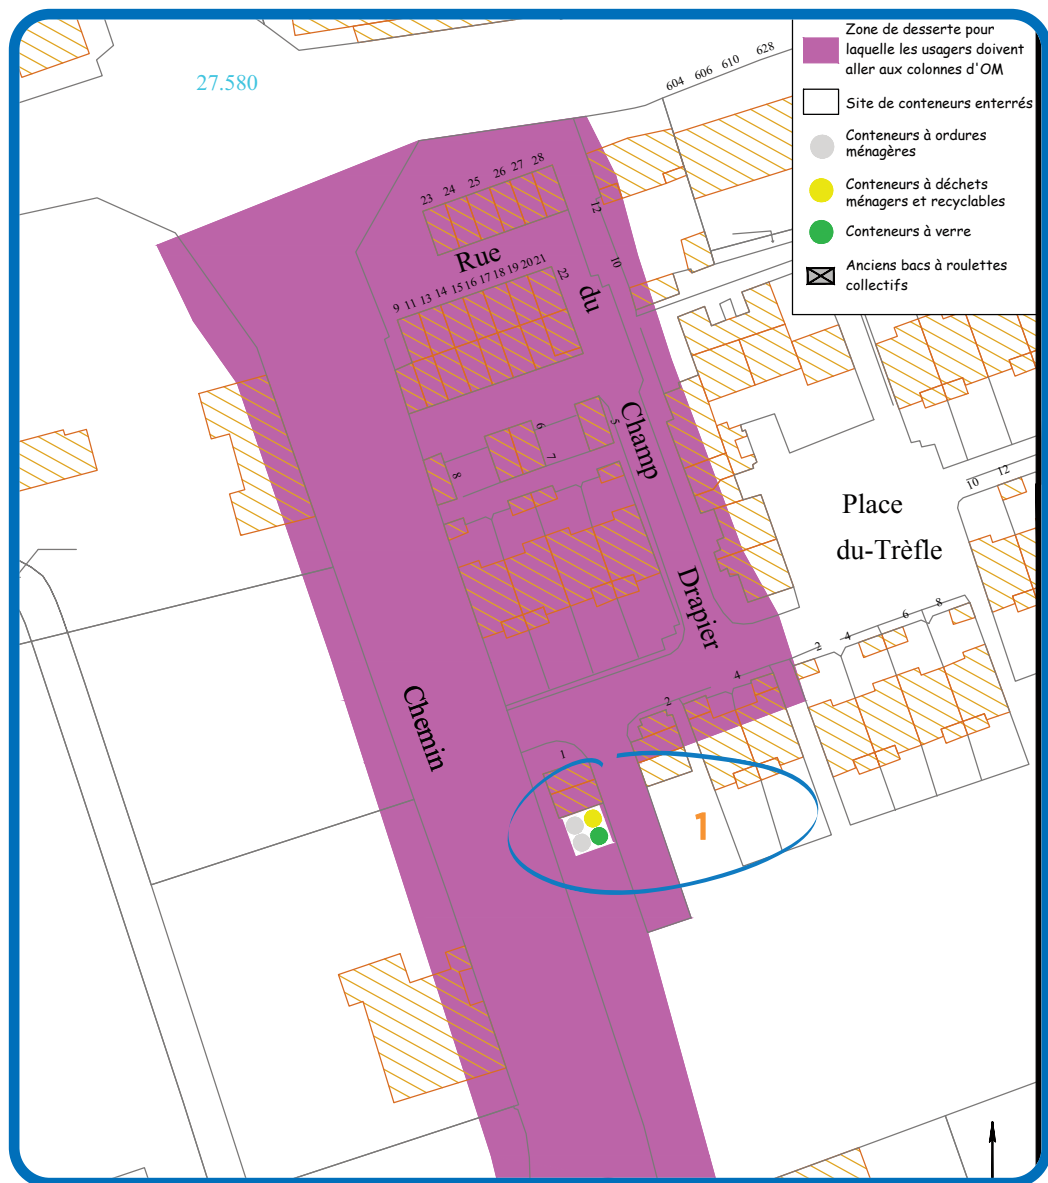 Zone de desserte pour
laquelle les usagers doivent
aller aux colonnes d'OM
Site de conteneurs enterrés
Conteneurs à ordures
ménagères
Conteneurs à déchets
ménagers et recyclables
Conteneurs à verre
Anciens bacs à roulettes
collectifs
27.580
604 606 610 628
23 24 25 26 27 28
12
Rue
10
du
9 11 13 14 15 16 17 18 19 20 21
22
Champ
5
6
7
8
Place
du-Trèfle
10 12
Drapier
2 4 6 8
2 4
Chemin
1
1